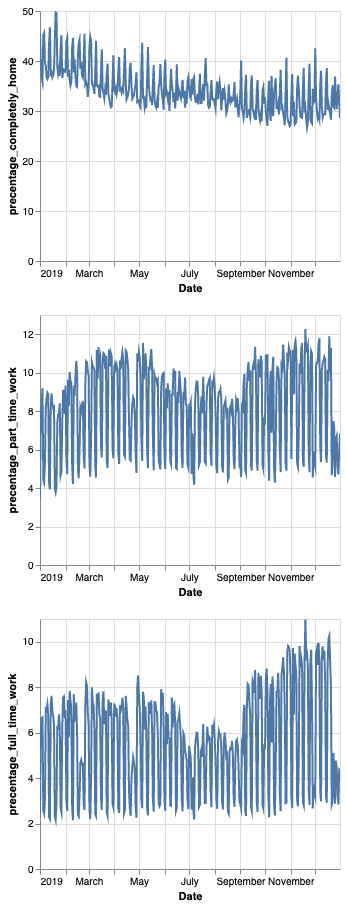 50
40
30
20
10
0
precentage_completely_home
2019 March May July September November
Date
12
10
8
6
4
2
0
precentage_part_time_work
2019 March May July September November
Date
10
8
6
4
2
0
precentage_full_time_work
2019 March May July September November
Date